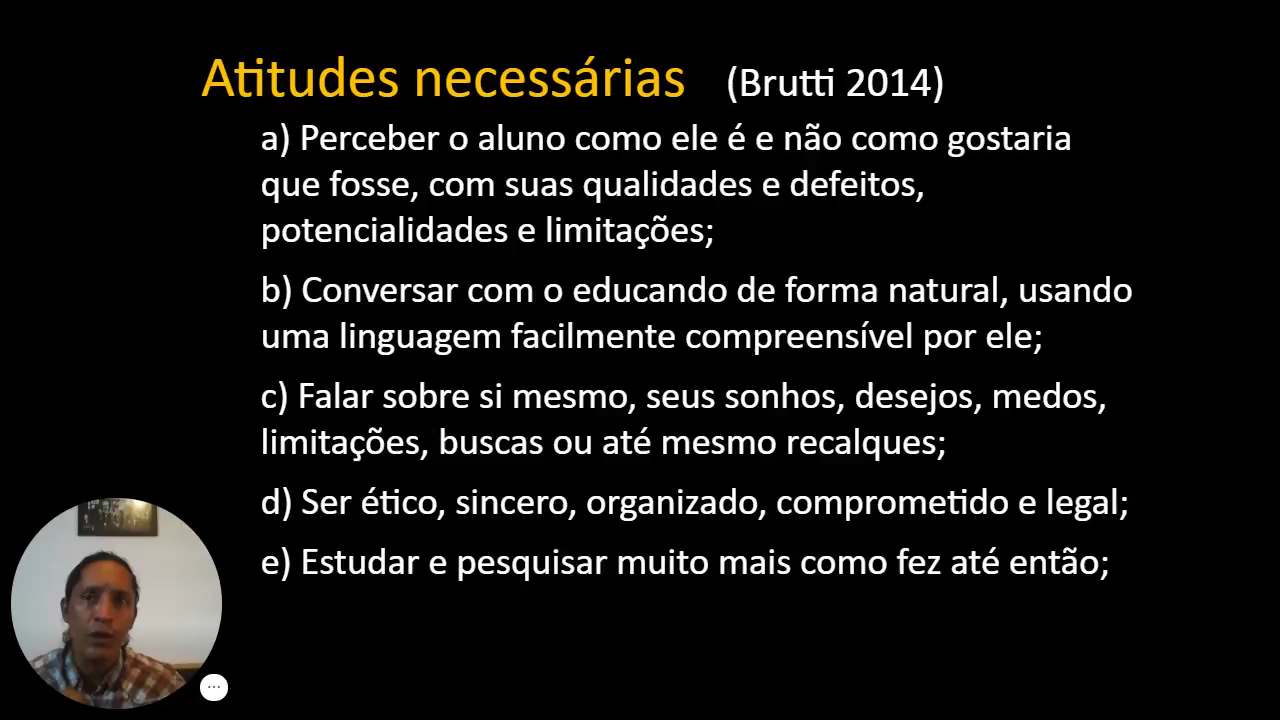 Atitudes necessárias (Brutti 2014)
a) Perceber o aluno como ele é e não como gostaria
que fosse, com suas qualidades e defeitos,
potencialidades e limitações;
b) Conversar com o educando de forma natural, usando
uma linguagem facilmente compreensível por ele;
c) Falar sobre si mesmo, seus sonhos, desejos, medos,
limitações, buscas ou até mesmo recalques;
d) Ser ético, sincero, organizado, comprometido e legal;
e) Estudar e pesquisar muito mais como fez até então;